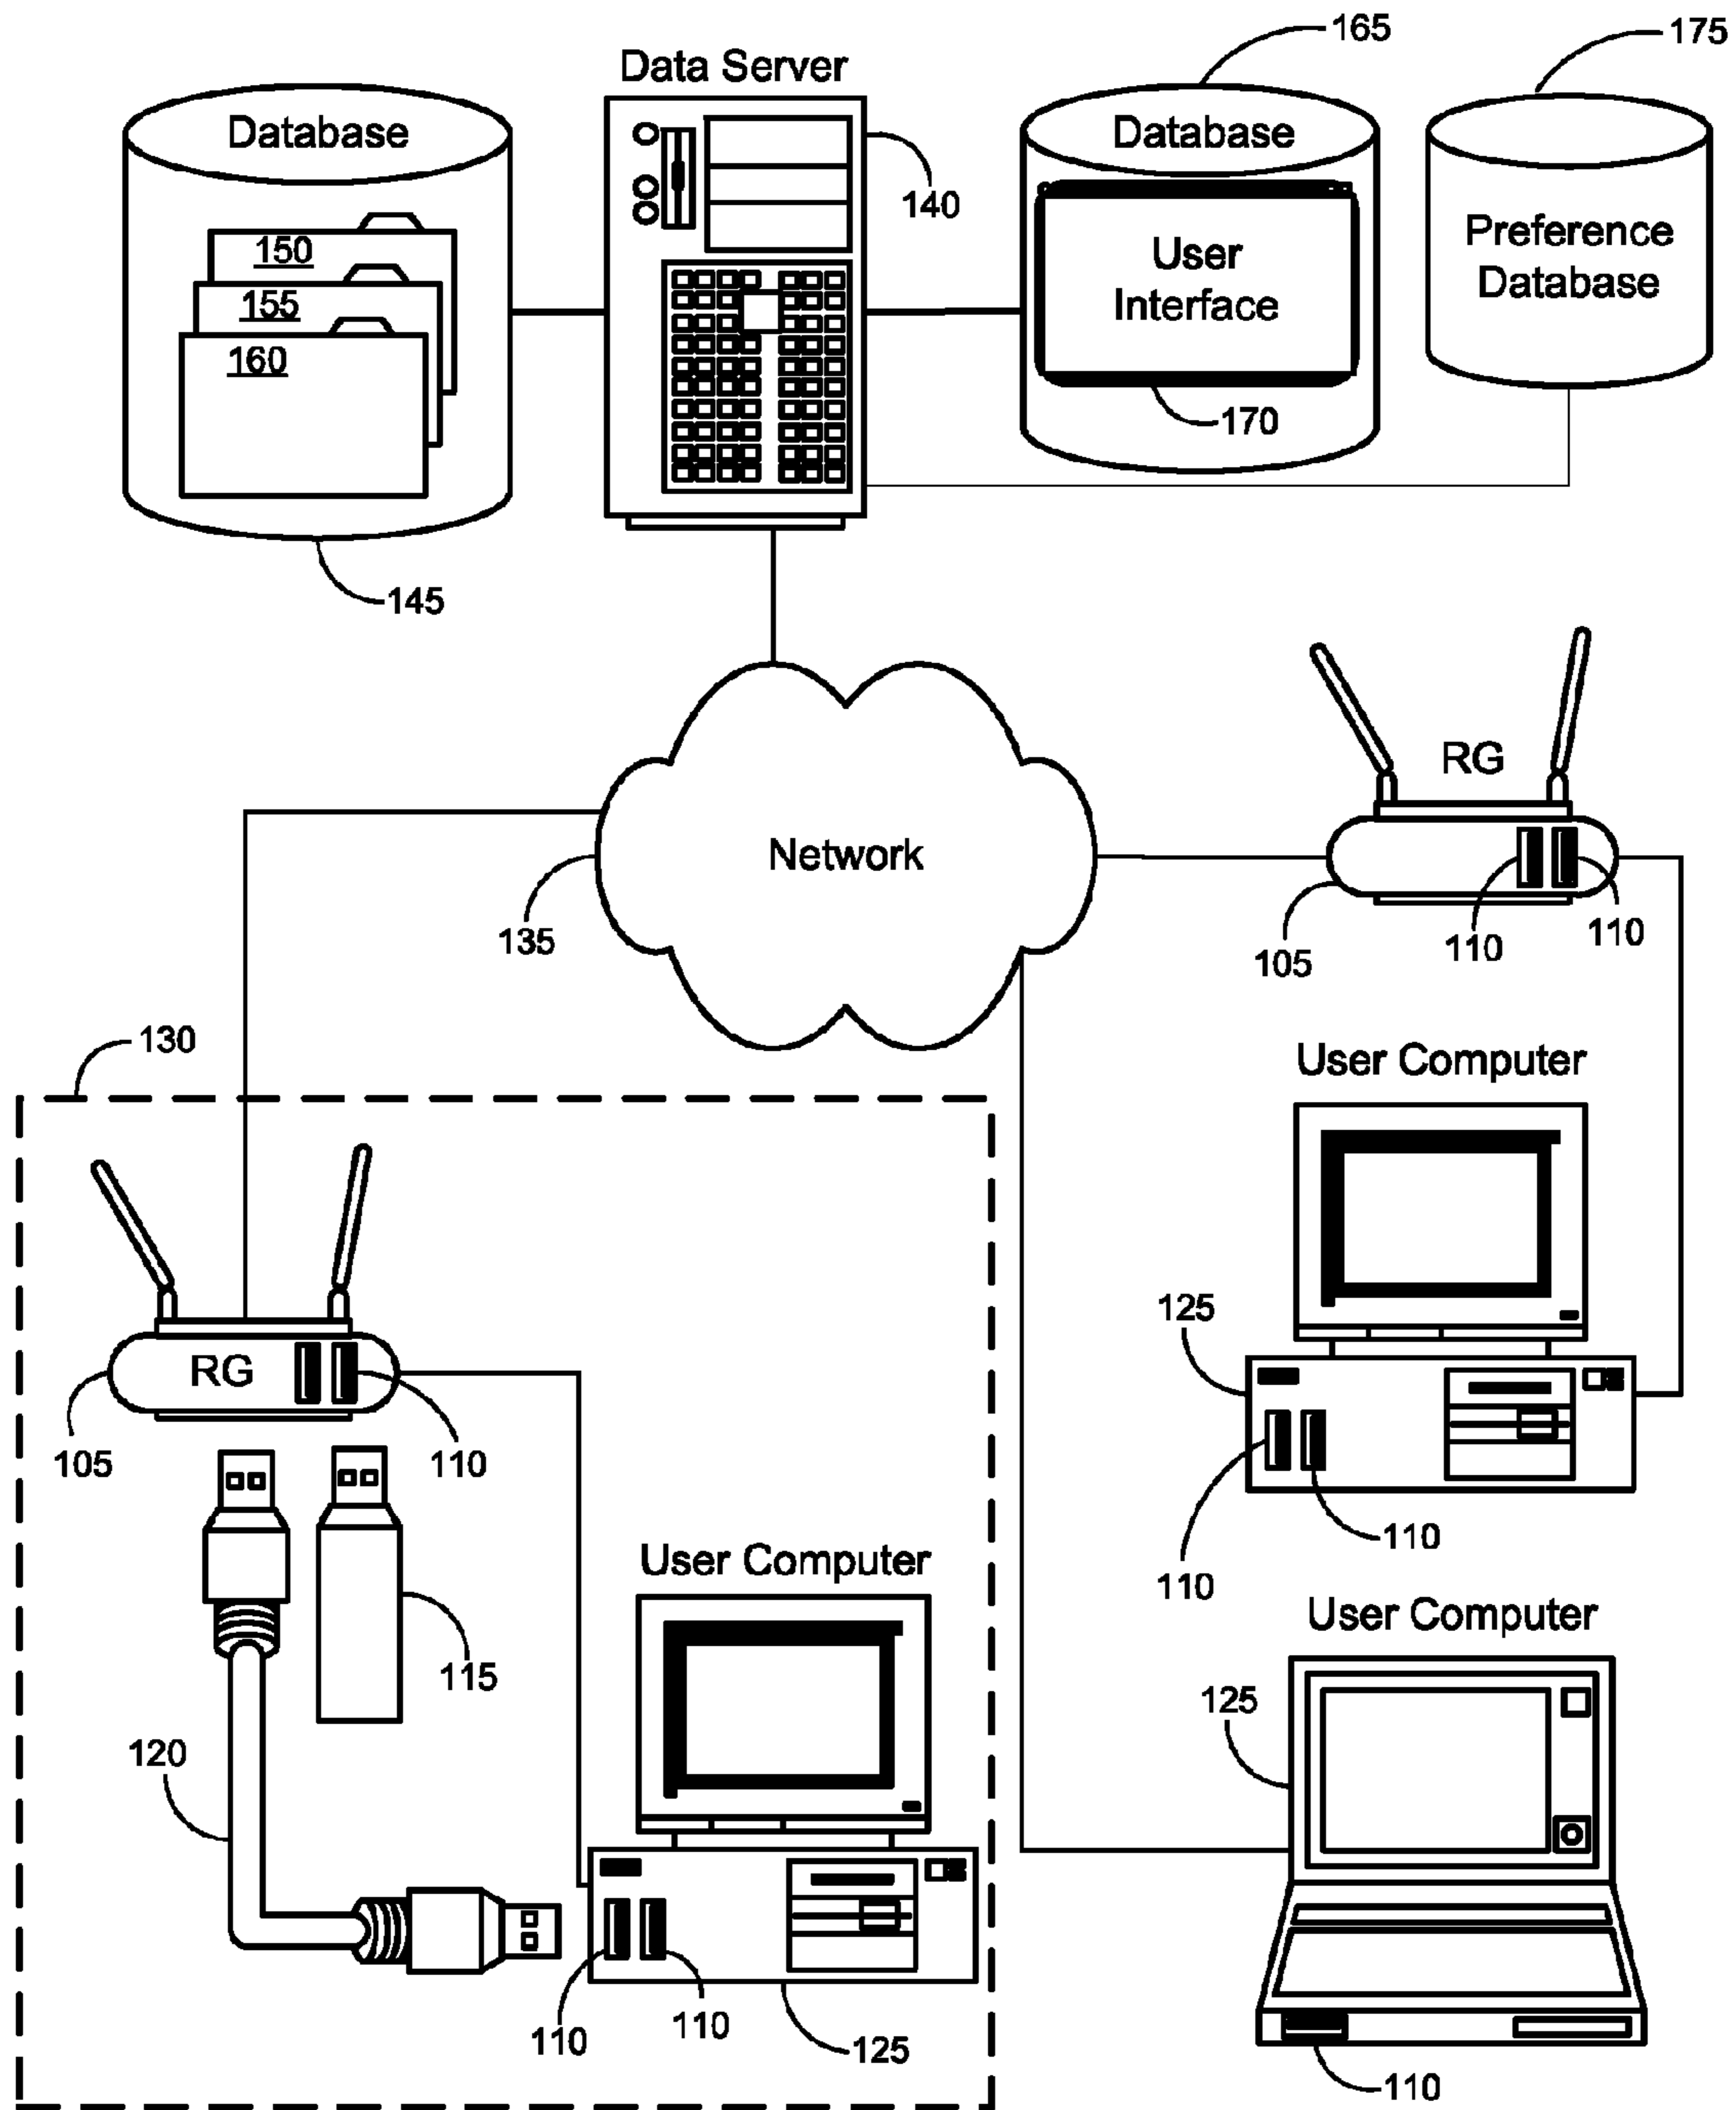 165
175
Data Server
Database
Database
140
150
155
160
User
Interface
Preference
Database
170
145
RG
Network
135
105
110
110
130
User Computer
125
RG
105
110
110
110
User Computer
115
User Computer
120
125
110
110
125
110